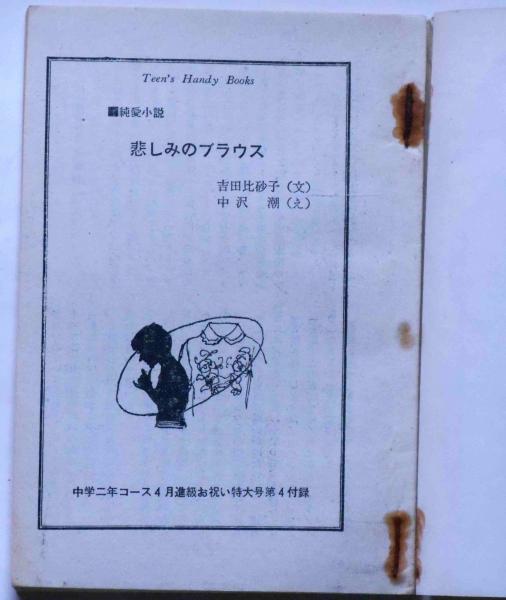 Teen's Handy Books
純愛小説
悲しみのブラウス
吉田比砂子(文)
中沢 潮(え)
中学二年コース4月進級お祝い特大号第4付録